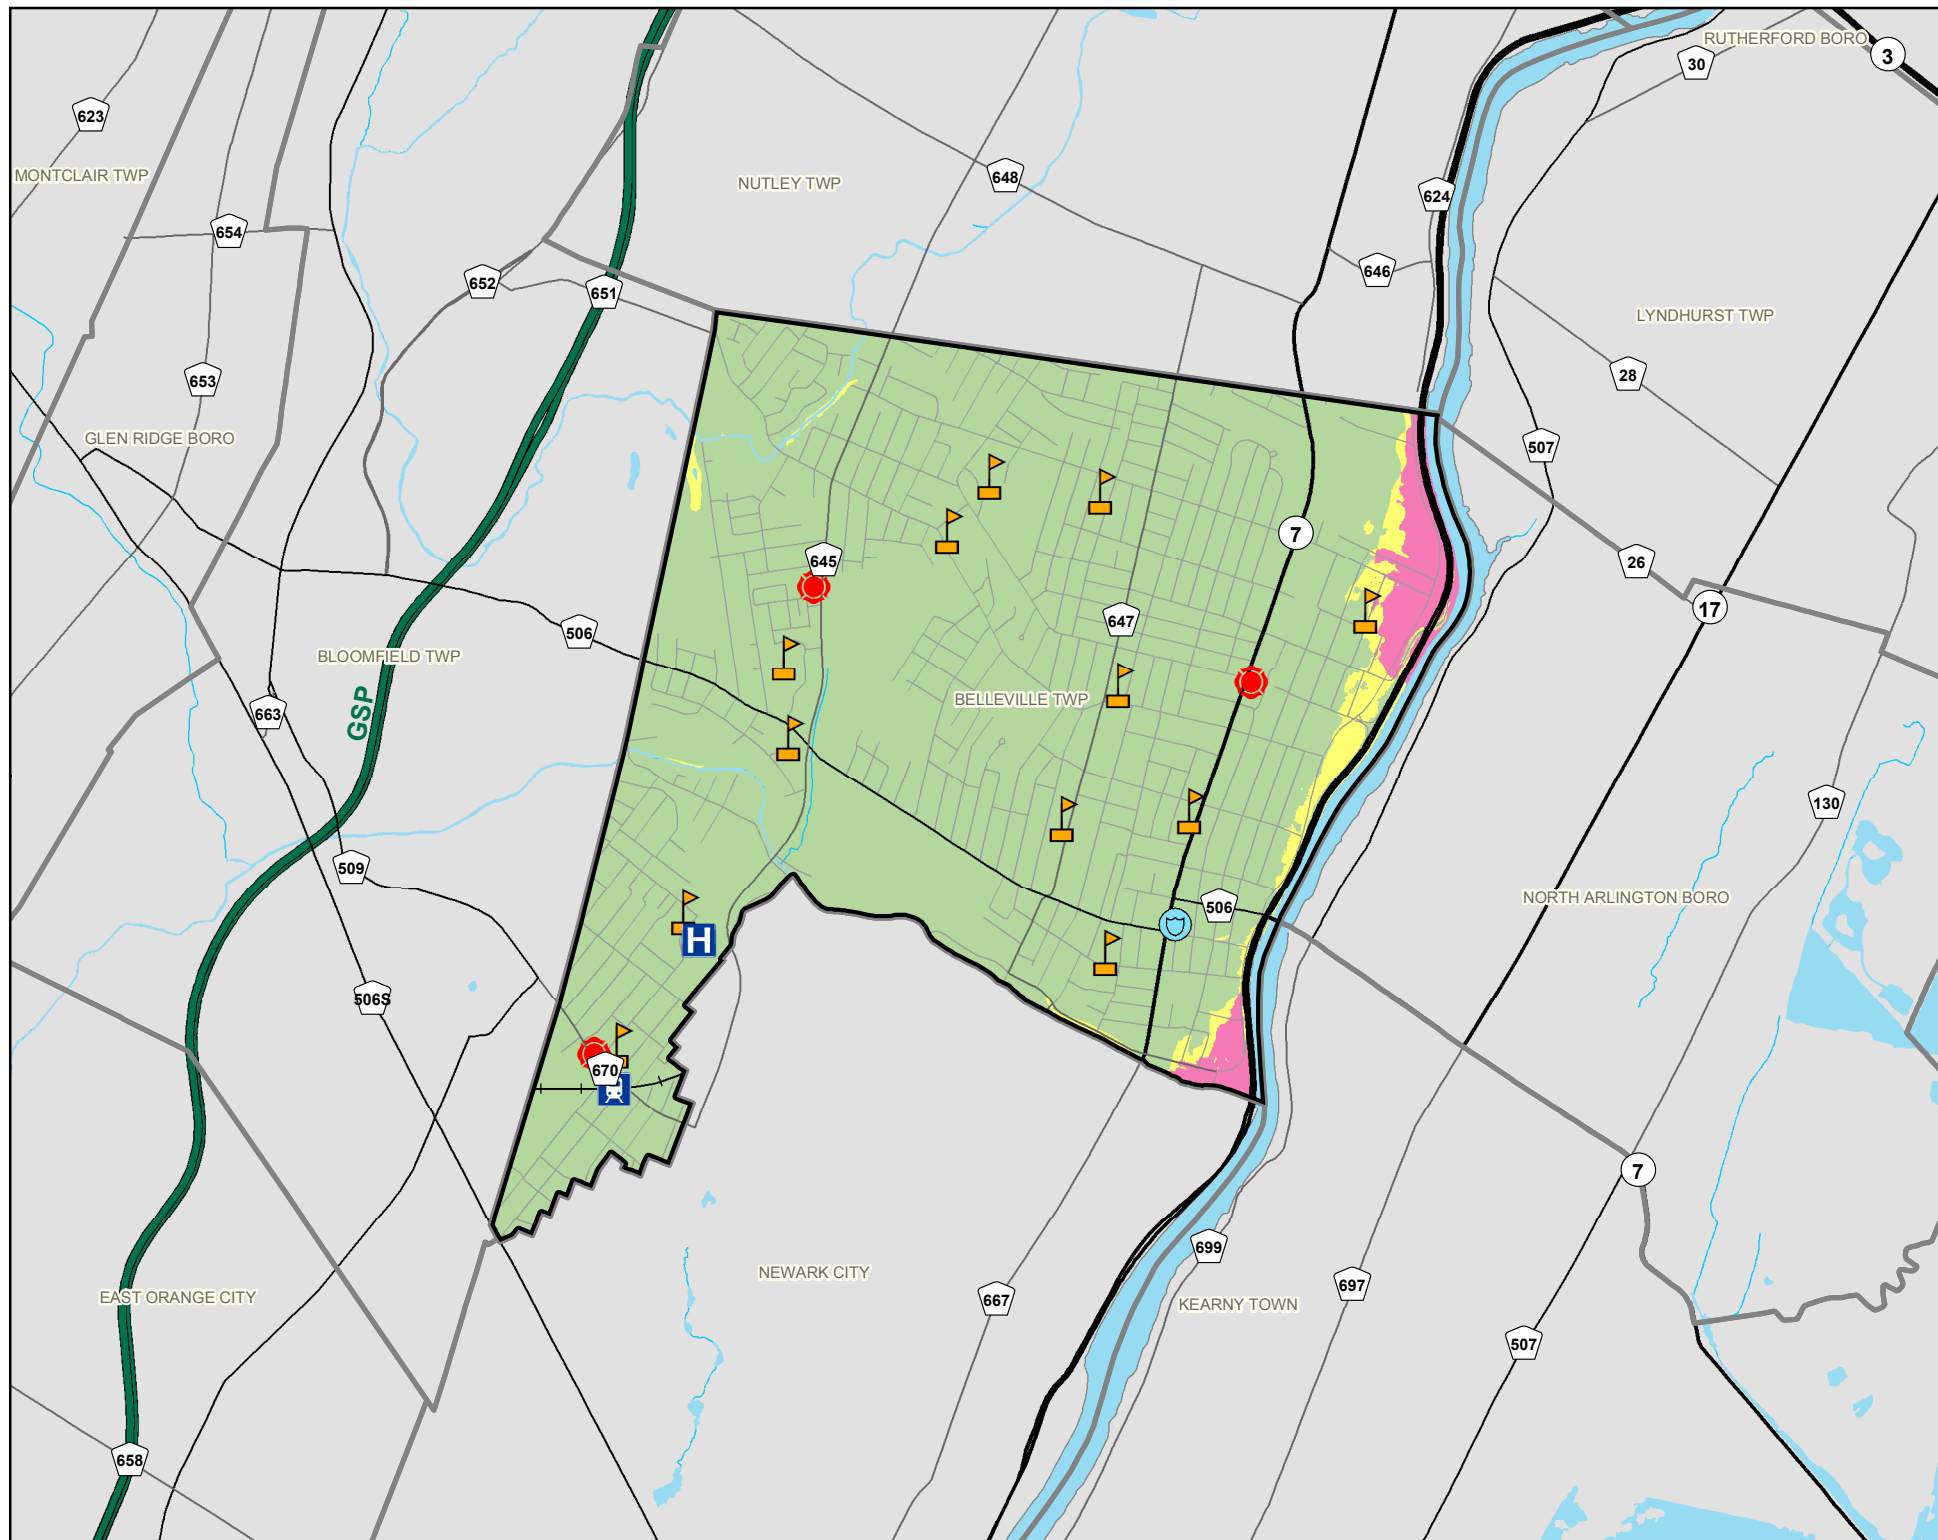 RUTHERFORD BORO
3
30
623
MONTCLAIR TWP
NUTLEY TWP
648
624
654
646
652
651
LYNDHURST TWP
28
653
GLEN RIDGE BORO
507
7
645
26
17
647
506
BLOOMFIELD TWP
BELLEVILLE TWP
GSP
663
130
509
NORTH ARLINGTON BORO
506
H
506S
670
7
699
NEWARK CITY
697
EAST ORANGE CITY
667
KEARNY TOWN
507
658